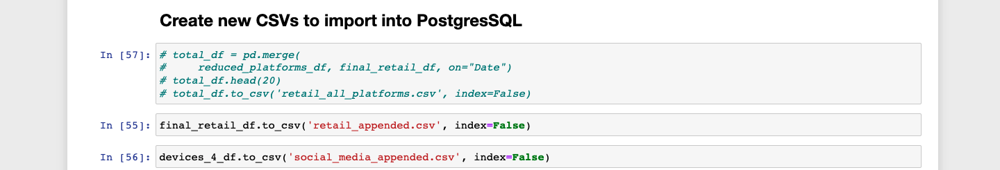 Create new CSVs to import into PostgresSQL
In [57]: # total_df = pd.merge(
#     reduced_platforms_df, final_retail_df, on="Date")
# total_df.head(20)
# total_df.to_csv('retail_all_platforms.csv', index=False)
In [55]: final_retail_df.to_csv('retail_appended.csv', index=False)
In [56]: devices_4_df.to_csv('social_media_appended.csv', index=False)